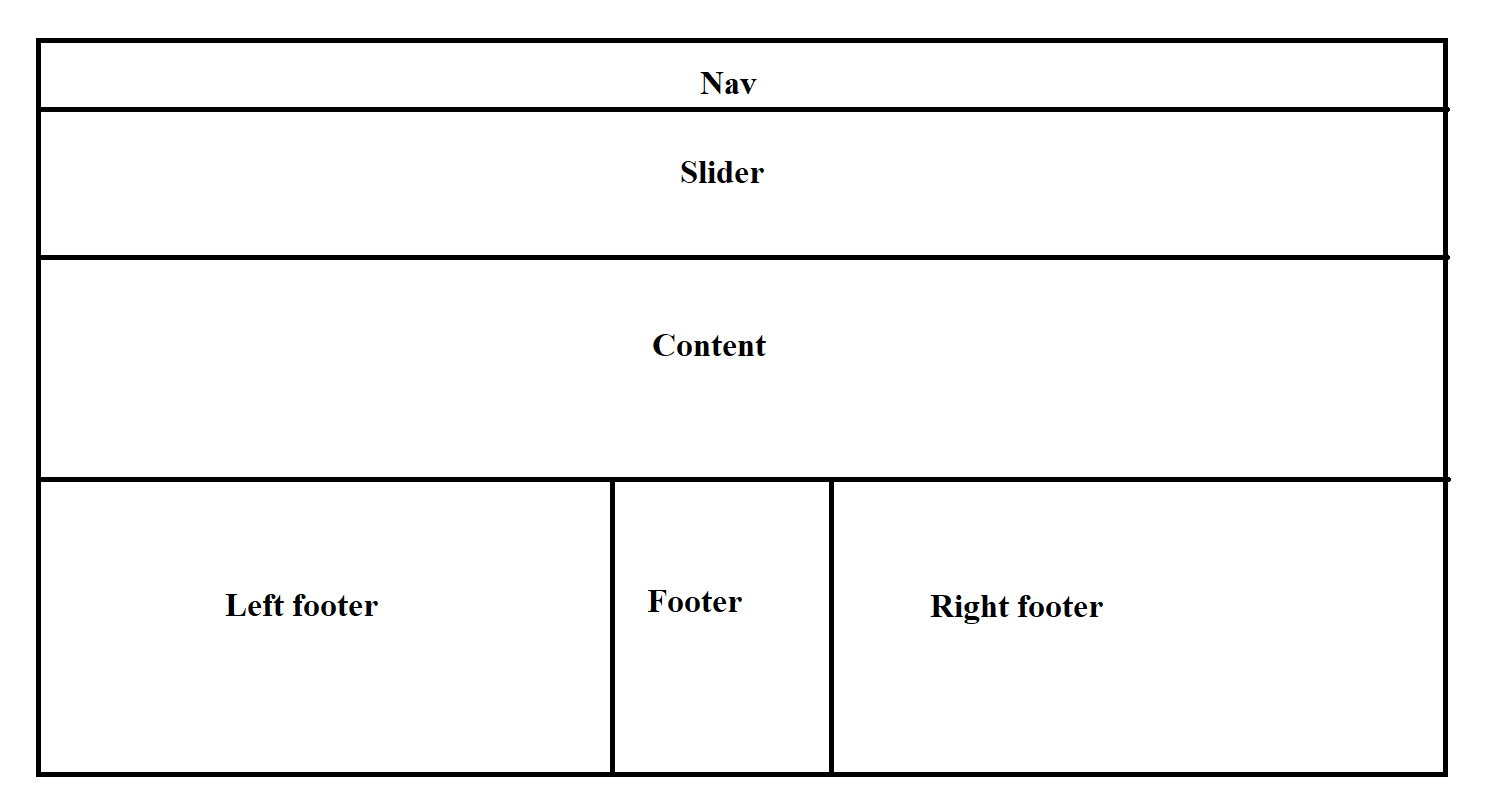 Nav
Slider
Content
Left footer
Footer
Right footer